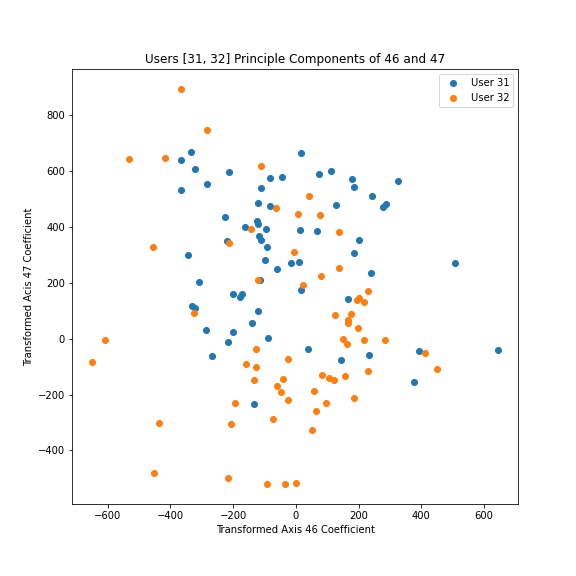 Users [31, 32] Principle Components of 46 and 47
User 31
User 32
Transformed Acis 47 Coefficient
800
600
400
200
0
−200
−400
−600
−400
−200
0
200
400
600
Transformed Axis 46 Coefficient